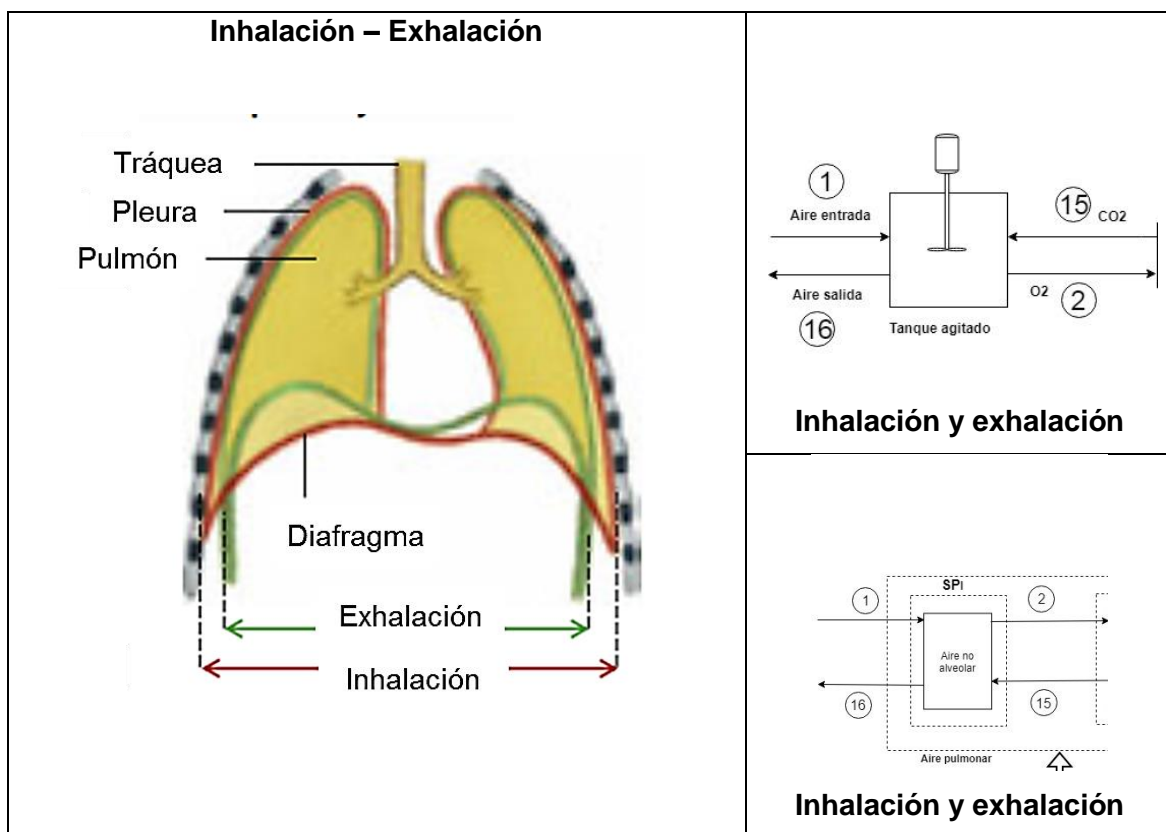 Inhalación – Exhalación
Tráquea
Pleura
Pulmón
Diafragma
Exhalación
Inhalación
1
Aire entrada
15
CO2
Aire salida
16
O2
2
Tanque agitado
Inhalación y exhalación
SPI
1
2
Aire no
alveolar
16
15
Aire pulmonar
Inhalación y exhalación